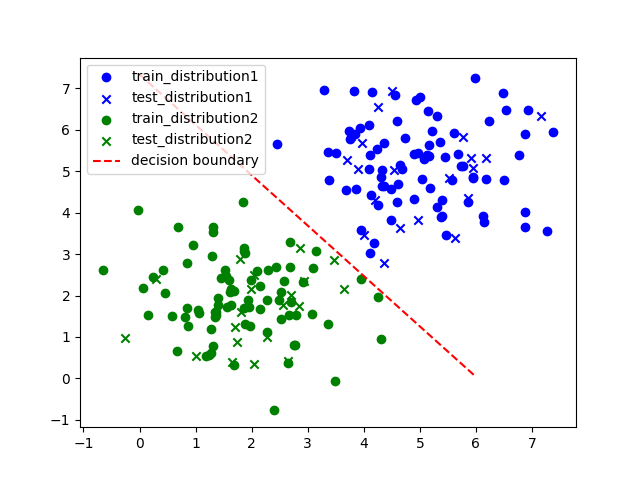 train_distribution1
test_distribution1
train_distribution2
test_distribution2
decision boundary
7
6
5
4
3
2
1
0
−1
−1 0 1 2 3 4 5 6 7